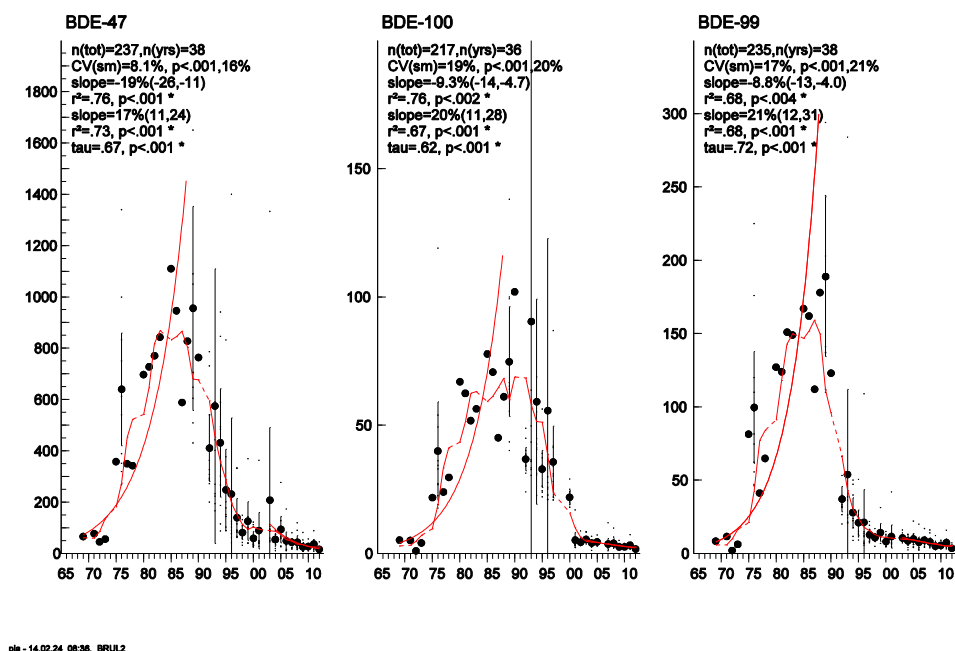 BDE-47
n(tot)=237,n(yrs)=38
CV(sm)=8.1%, p<.001,16%
slope=-19%(-26,-11)
r²=.76, p<.001 *
slope=17%(11,24)
r²=.73, p<.001 *
tau=.67, p<.001 *
1800
1600
1400
1200
1000
800
600
400
200
0
65 70 75 80 85 90 95 00 05 10
BDE-100
n(tot)=217,n(yrs)=36
CV(sm)=19%, p<.001,20%
slope=-9.3%(-14,-4.7)
r²=.76, p<.002 *
slope=20%(11,28)
r²=.67, p<.001 *
tau=.62, p<.001 *
150
100
50
0
65 70 75 80 85 90 95 00 05 10
BDE-99
n(tot)=235,n(yrs)=38
CV(sm)=17%, p<.001,21%
slope=-8.8%(-13,-4.0)
r²=.68, p<.004 *
slope=21%(12,31)
r²=.68, p<.001 *
tau=.72, p<.001 *
300
250
200
150
100
50
0
65 70 75 80 85 90 95 00 05 10
pia - 14.02.24 08:36, BRUL2